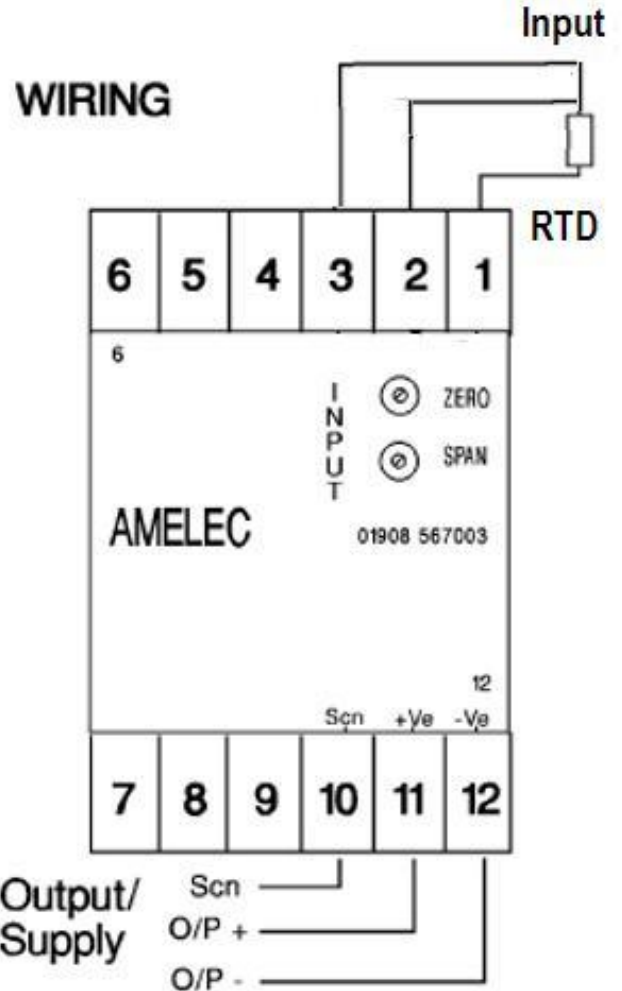 Input
WIRING
RTD
6 5 4 3 2 1
6
INPUT
ZERO
SPAN
AMELEC
01908 567003
12
Scn +Ve -Ve
7 8 9 10 11 12
Output/
Supply
Scn
O/P +
O/P -